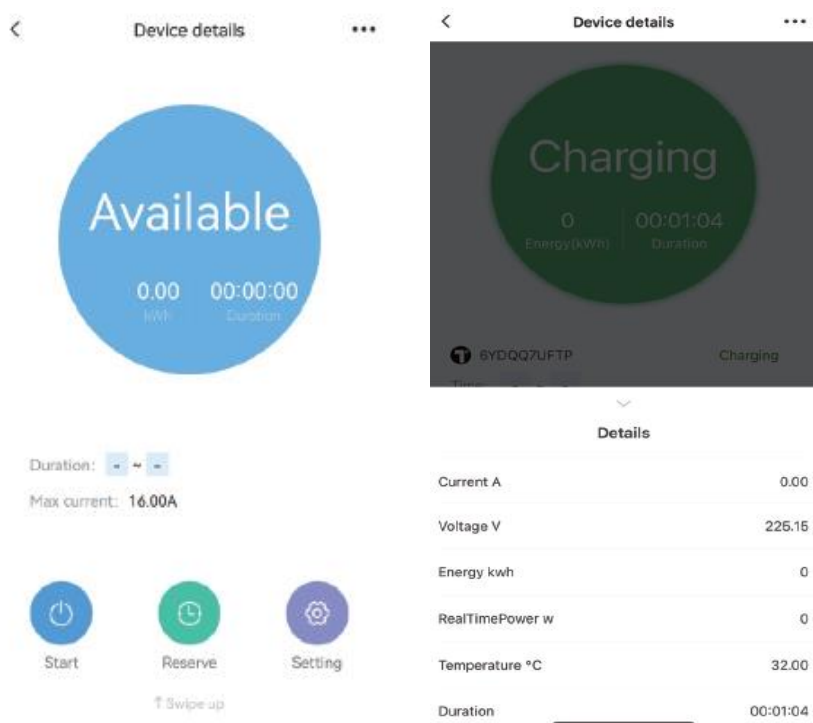 Device details
Available
0.00 00:00:00
kWh Duration
Duration: - ~ -
Max current: 16.00A
Start Reserve Setting
Swipe up
Device details
Charging
0 00:01:04
Energy(kWh) Duration
6YDQQ7UFTP Charging
Time: - ~ -
Details
Current A 0.00
Voltage V 225.15
Energy kwh 0
RealTimePower w 0
Temperature °C 32.00
Duration 00:01:04